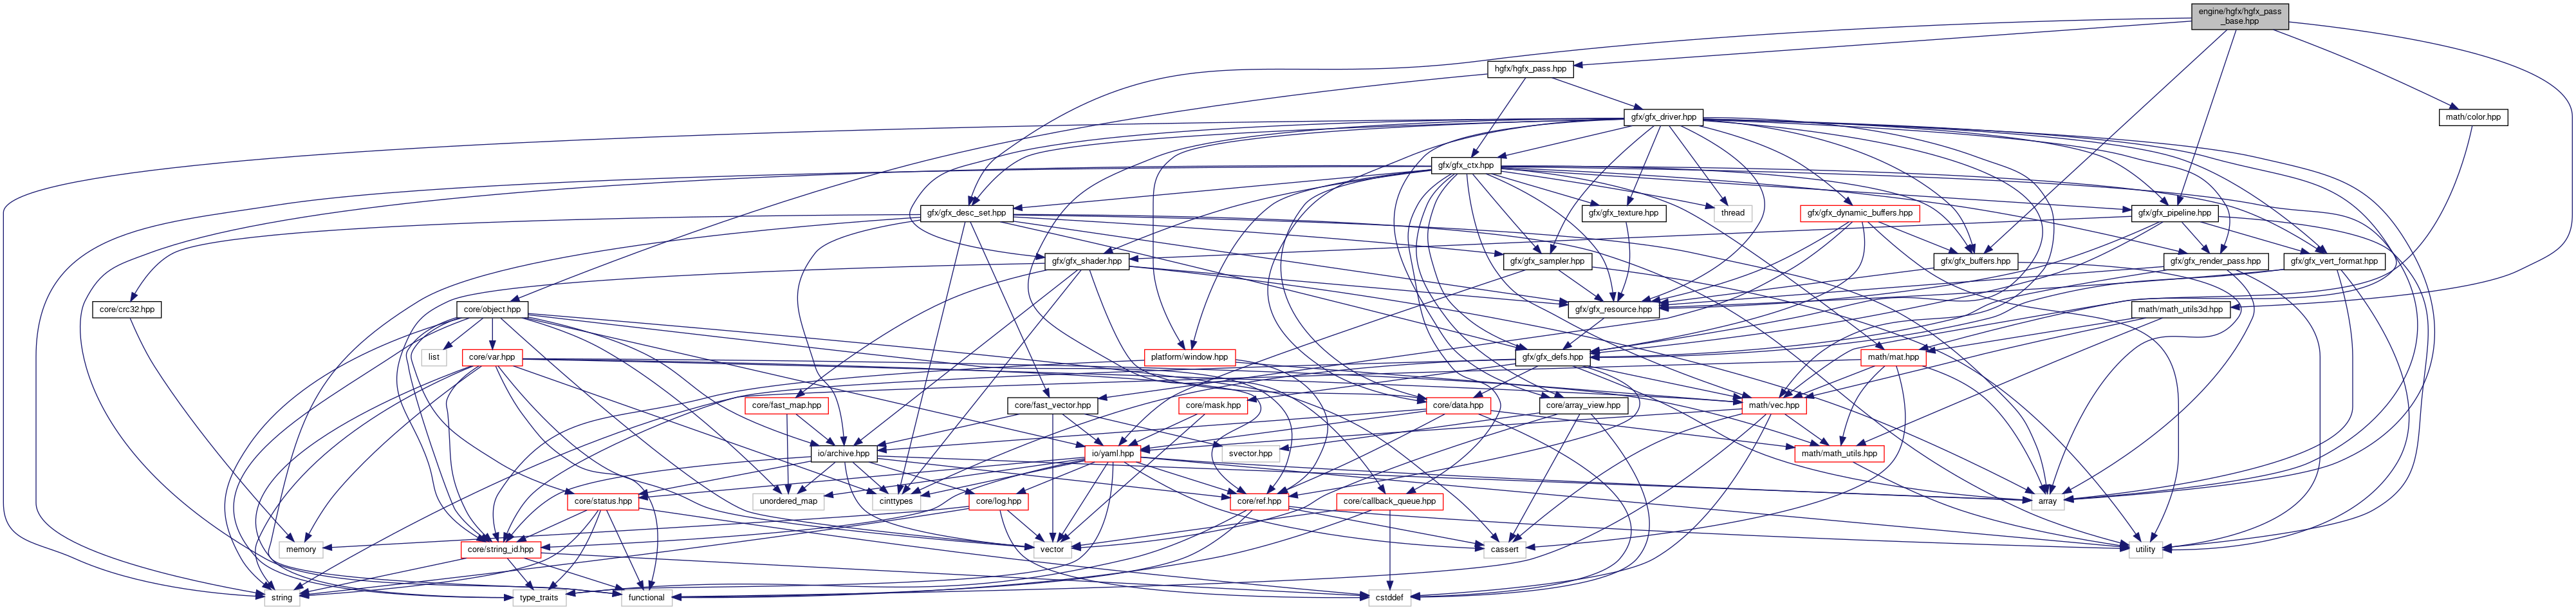 engine/hgfx/hgfx_pass
_base.hpp
hgfx/hgfx_pass.hpp
gfx/gfx_driver.hpp
math/color.hpp
gfx/gfx_ctx.hpp
gfx/gfx_desc_set.hpp
gfx/gfx_texture.hpp
thread
gfx/gfx_dynamic_buffers.hpp
gfx/gfx_pipeline.hpp
gfx/gfx_shader.hpp
gfx/gfx_sampler.hpp
gfx/gfx_buffers.hpp
gfx/gfx_render_pass.hpp
gfx/gfx_vert_format.hpp
core/crc32.hpp
core/object.hpp
gfx/gfx_resource.hpp
math/math_utils3d.hpp
list
core/var.hpp
platform/window.hpp
gfx/gfx_defs.hpp
math/mat.hpp
core/fast_map.hpp
core/fast_vector.hpp
core/mask.hpp
core/data.hpp
core/array_view.hpp
math/vec.hpp
io/archive.hpp
io/yaml.hpp
svector.hpp
math/math_utils.hpp
core/status.hpp
unordered_map
cinttypes
core/log.hpp
core/ref.hpp
core/callback_queue.hpp
array
memory
core/string_id.hpp
vector
cassert
utility
string
type_traits
functional
cstddef